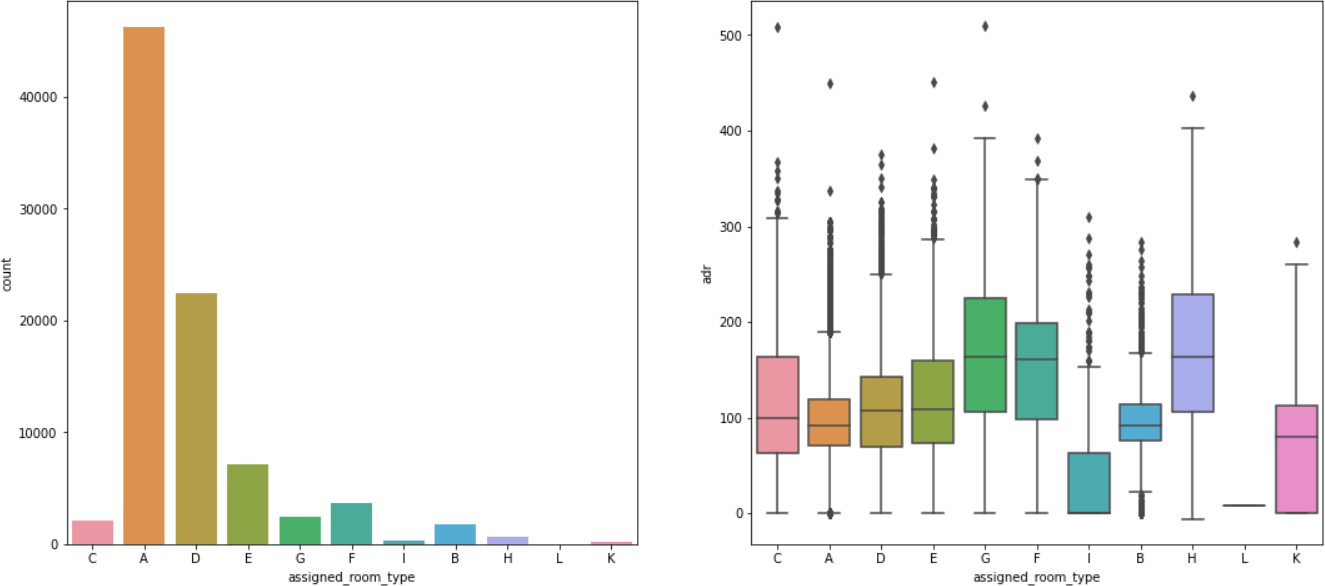 40000
30000
20000
10000
0
count
C A D E G F I B H L K
assigned_room_type
500
400
300
200
100
0
adr
C A D E G F I B H L K
assigned_room_type